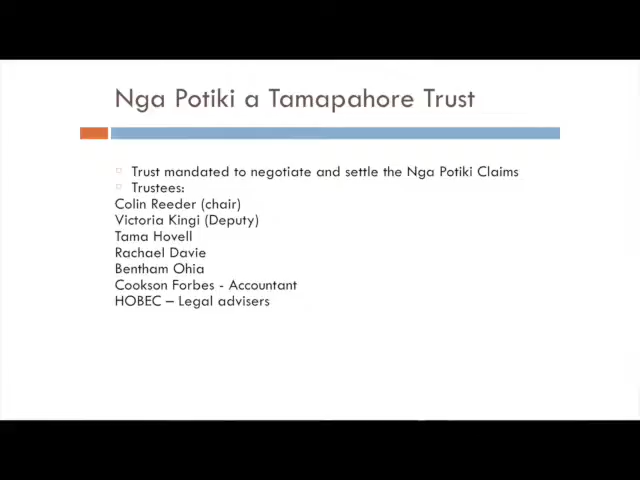 Nga Potiki a Tamapahore Trust
Trust mandated to negotiate and settle the Nga Potiki Claims
Trustees:
Colin Reeder (chair)
Victoria Kingi (Deputy)
Tama Hovell
Rachael Davie
Bentham Ohia
Cookson Forbes - Accountant
HOBEC – Legal advisers